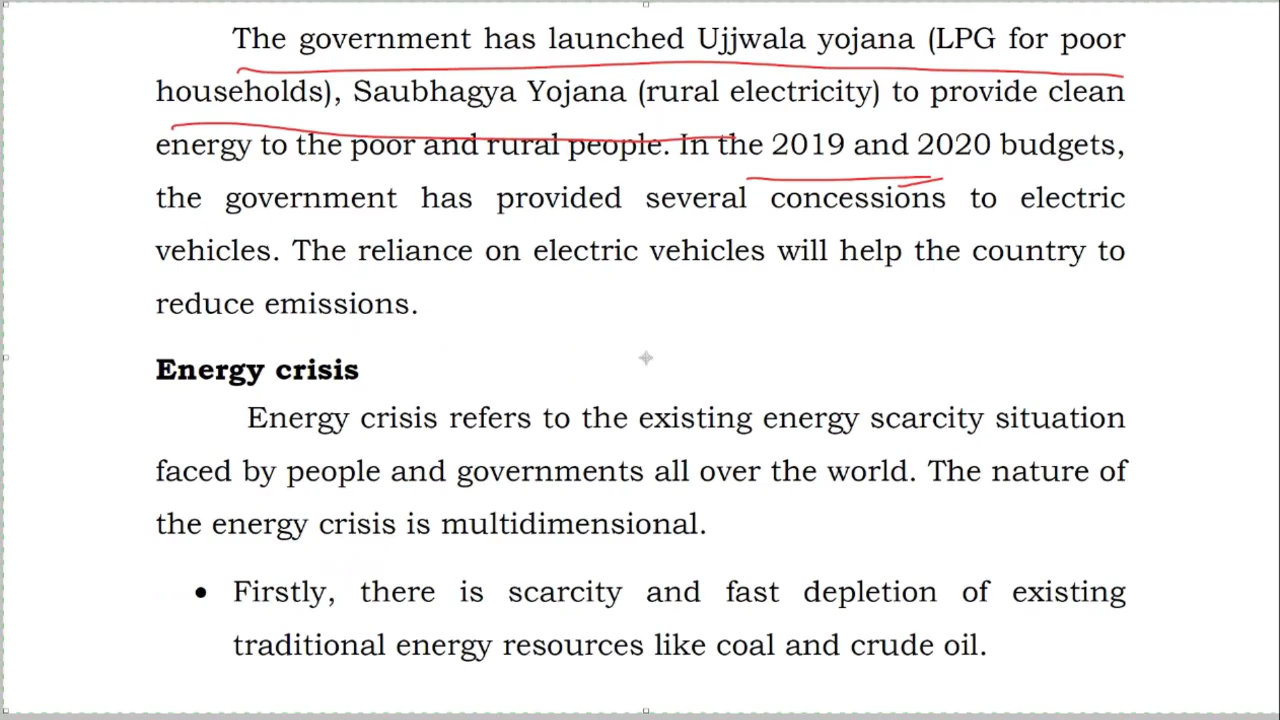 The government has launched Ujjwala yojana (LPG for poor
households), Saubhagya Yojana (rural electricity) to provide clean
energy to the poor and rural people. In the 2019 and 2020 budgets,
the government has provided several concessions to electric
vehicles. The reliance on electric vehicles will help the country to
reduce emissions.
Energy crisis
Energy crisis refers to the existing energy scarcity situation
faced by people and governments all over the world. The nature of
the energy crisis is multidimensional.
• Firstly, there is scarcity and fast depletion of existing
traditional energy resources like coal and crude oil.